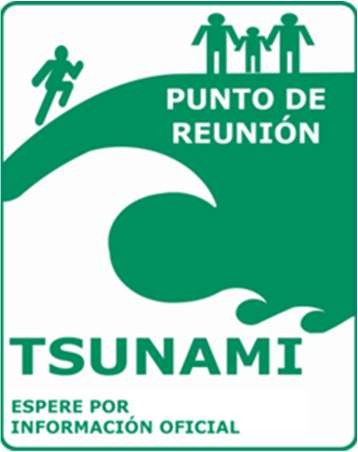 PUNTO DE
REUNIÓN
TSUNAMI
ESPERE POR
INFORMACIÓN OFICIAL